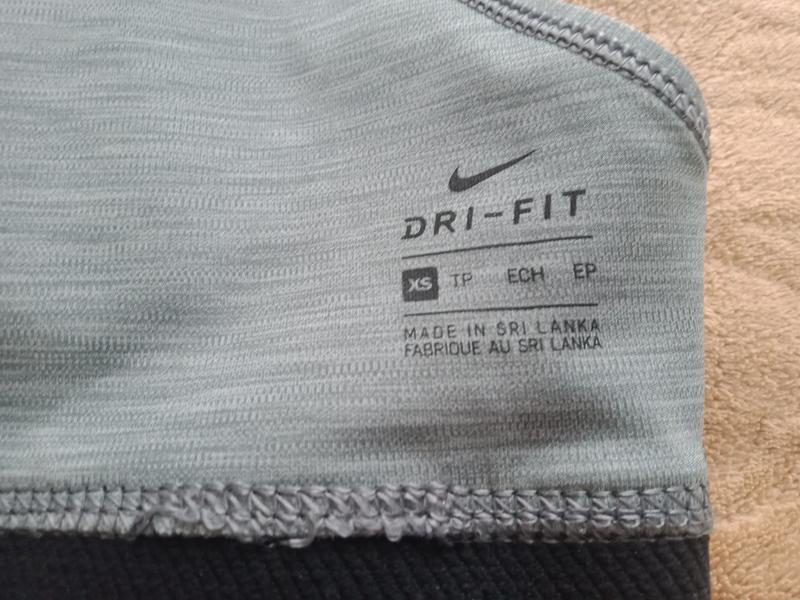 DRI-FIT
XS TP ECH EP
MADE IN SRI LANKA
FABRIQUE AU SRI LANKA